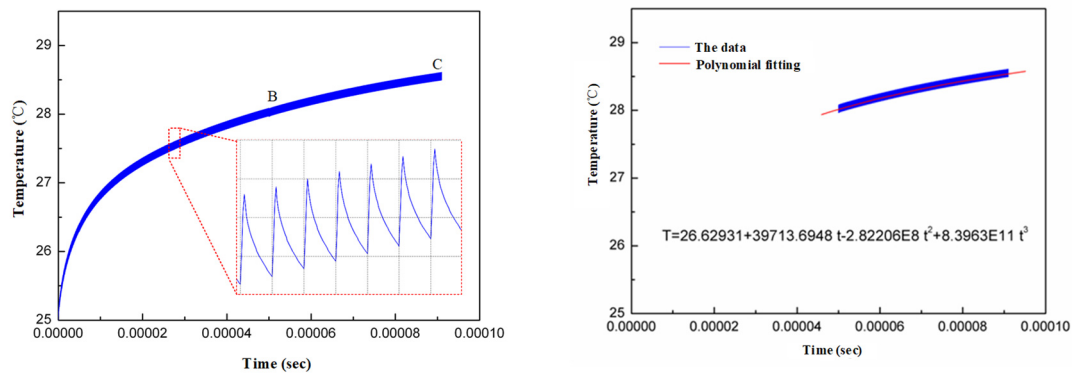 29
28
27
26
25
Temperature (℃)
B
C
0.00000
0.00002
0.00004
0.00006
0.00008
0.00010
Time (sec)
29
28
27
26
25
Temperature (℃)
The data
Polynomial fitting
T=26.62931+39713.6948 t-2.82206E8 t²+8.3963E11 t³
0.00000
0.00002
0.00004
0.00006
0.00008
0.00010
Time (sec)